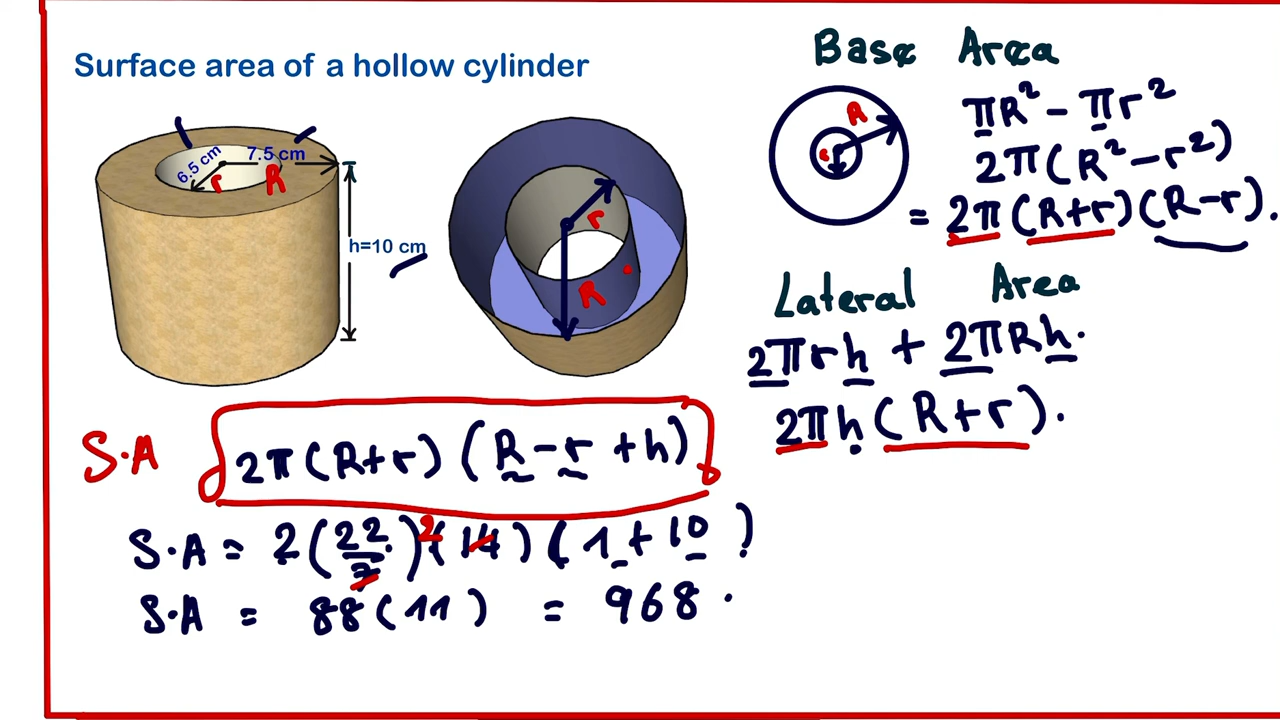 Surface area of a hollow cylinder
6.5 cm
7.5 cm
r
R
h=10 cm
r
R
Base Area
R
r
πR² - πr²
2π(R² - r²)
= 2π(R+r)(R-r).
Lateral Area
2πrh + 2πRh.
2πh(R+r).
S.A 2π(R+r)(R-r+h)
S.A = 2(22/7)2(14)(1+10)
S.A = 88(11) = 968.